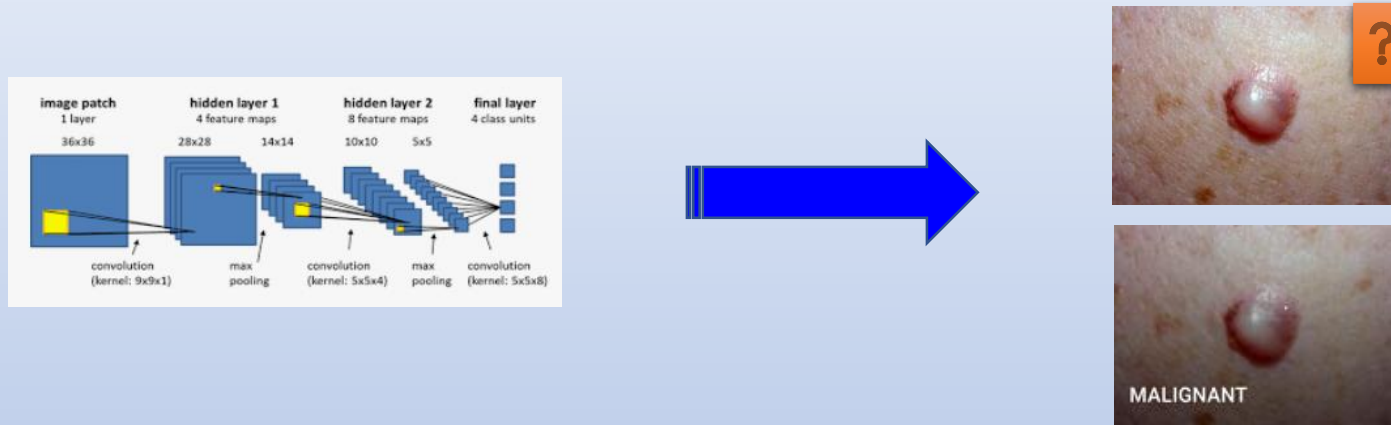 image patch
1 layer
36x36
hidden layer 1
4 feature maps
28x28
14x14
hidden layer 2
8 feature maps
10x10
5x5
final layer
4 class units
convolution
(kernel: 9x9x1)
max
pooling
convolution
(kernel: 5x5x4)
max
pooling
convolution
(kernel: 5x5x8)
?
MALIGNANT